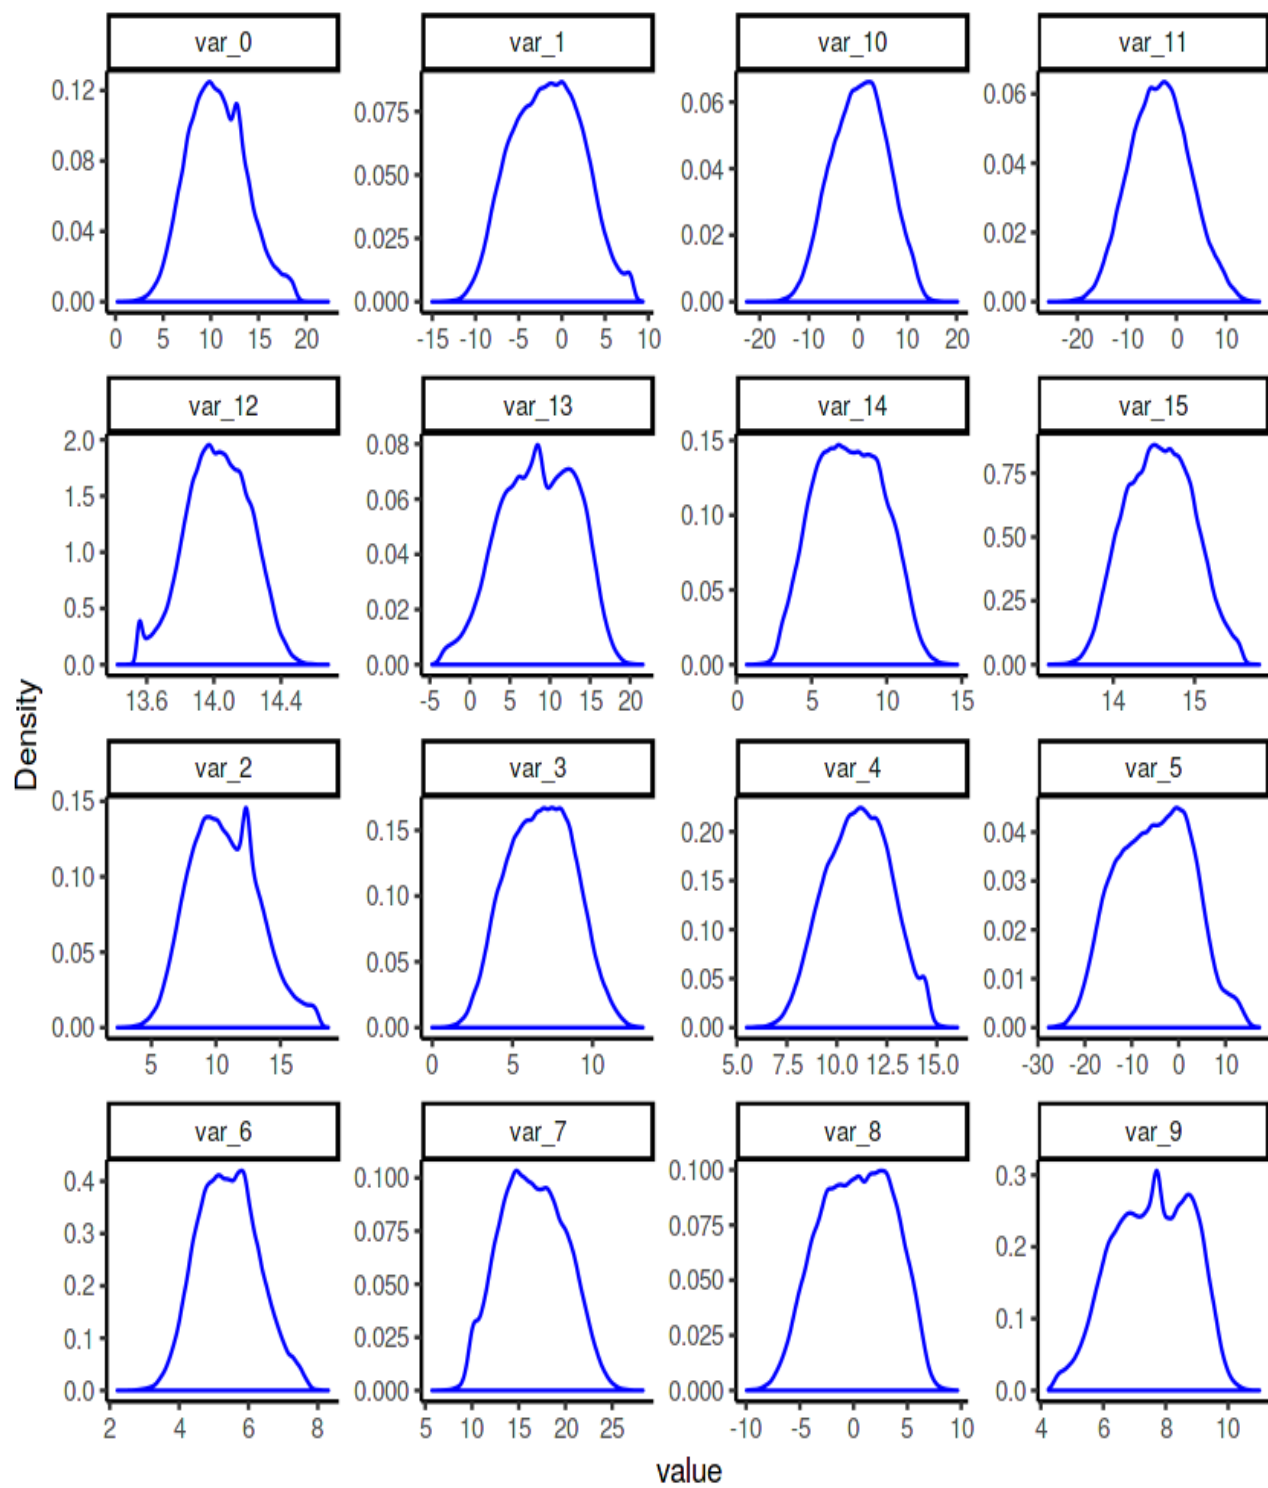 var_0 var_1 var_10 var_11
0.12 0.075 0.06 0.06
0.08 0.050 0.04 0.04
0.04 0.025 0.02 0.02
0.00 0.000 0.00 0.00
0 5 10 15 20 -15 -10 -5 0 5 10 -20 -10 0 10 20 -20 -10 0 10
var_12 var_13 var_14 var_15
2.0 0.08 0.15 0.75
1.5 0.06 0.10 0.50
1.0 0.04 0.05 0.25
0.5 0.02 0.00 0.00
0.0 0.00
13.6 14.0 14.4 -5 0 5 10 15 20 0 5 10 15 14 15
Density
var_2 var_3 var_4 var_5
0.15 0.15 0.20 0.04
0.10 0.10 0.15 0.03
0.05 0.05 0.10 0.02
0.00 0.00 0.05 0.01
0.00 0.00
5 10 15 0 5 10 5.0 7.5 10.0 12.5 15.0 -30 -20 -10 0 10
var_6 var_7 var_8 var_9
0.4 0.100 0.100 0.3
0.3 0.075 0.075 0.2
0.2 0.050 0.050 0.1
0.1 0.025 0.025 0.0
0.0 0.000 0.000
2 4 6 8 5 10 15 20 25 -10 -5 0 5 10 4 6 8 10
value